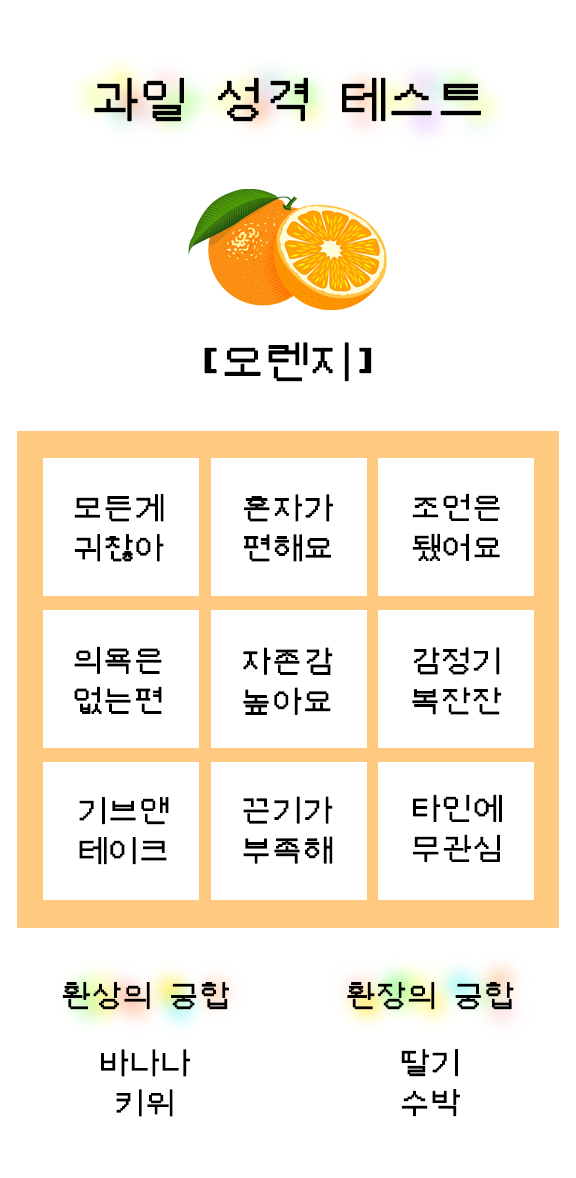 과일 성격 테스트
[오렌지]
모든게 혼자가 조언은
귀찮아 편해요 됐어요
의욕은 자존감 감정기
없는편 높아요 복잔잔
기브앤 끈기가 타인에
테이크 부족해 무관심
환상의 궁합 환장의 궁합
바나나 딸기
키위 수박